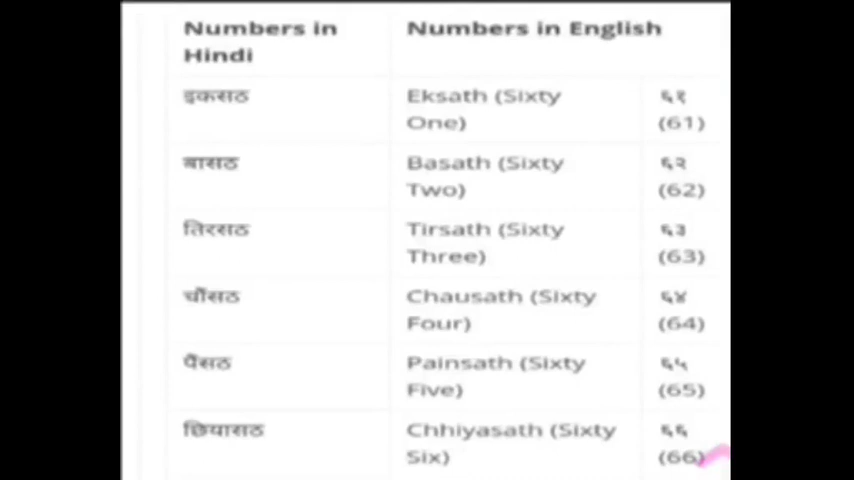 Numbers in Hindi Numbers in English
इकसठ Eksath (Sixty One) ६१ (61)
बासठ Basath (Sixty Two) ६२ (62)
तिरसठ Tirsath (Sixty Three) ६३ (63)
चौंसठ Chausath (Sixty Four) ६४ (64)
पैंसठ Painsath (Sixty Five) ६५ (65)
छियासठ Chhiyasath (Sixty Six) ६६ (66)